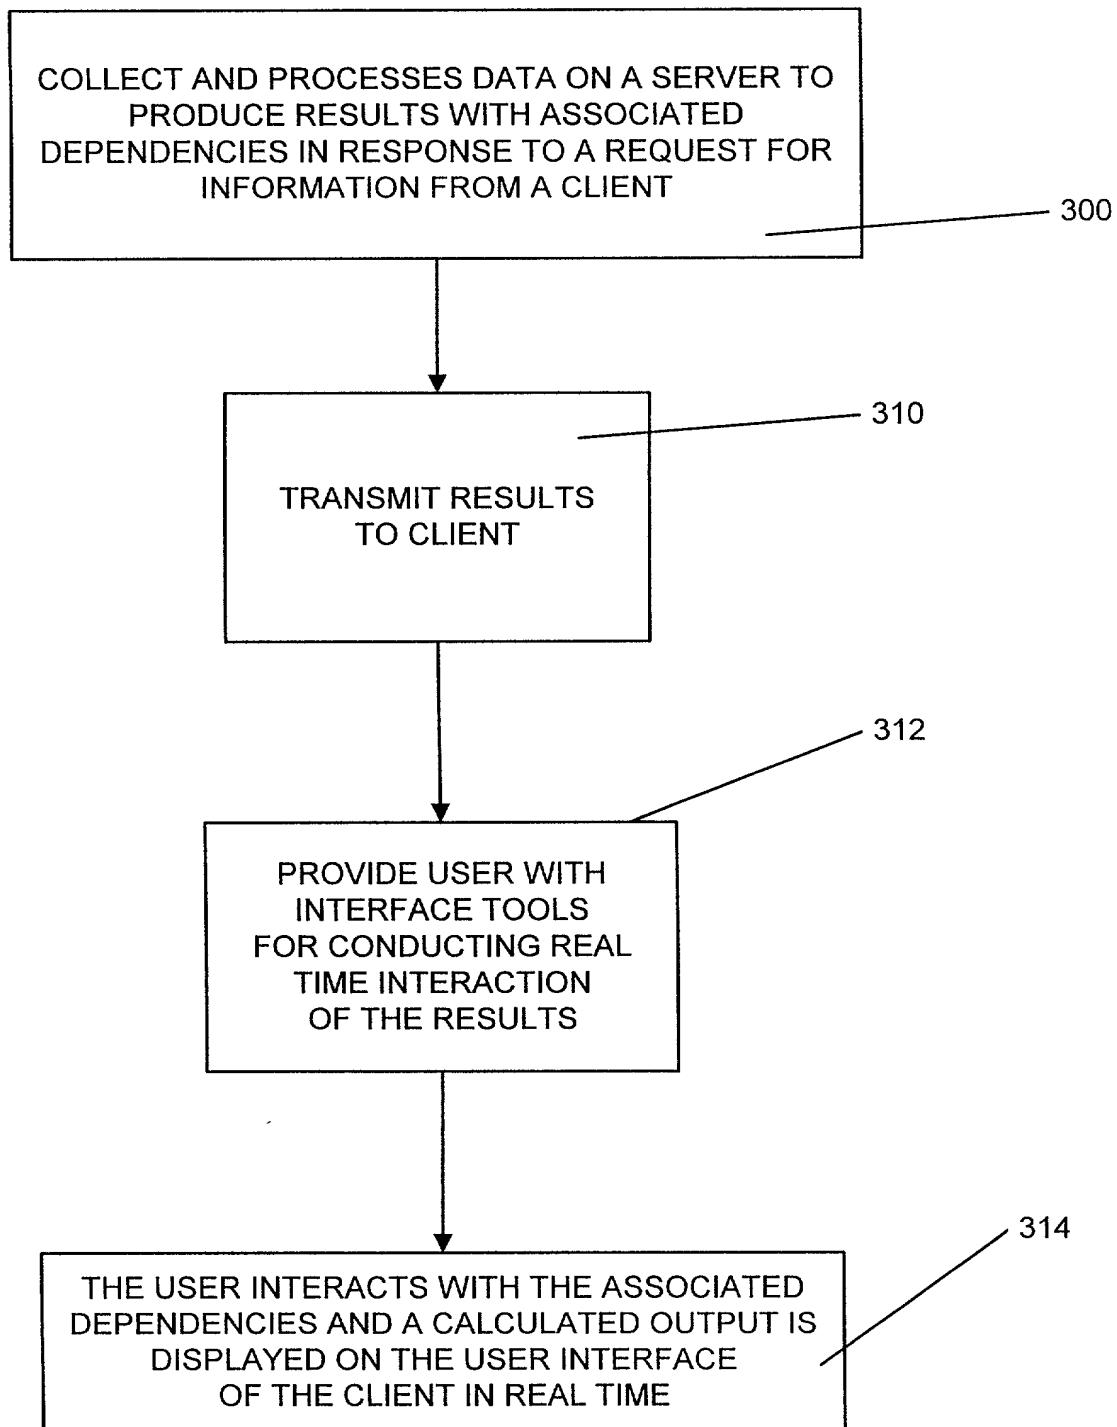 COLLECT AND PROCESSES DATA ON A SERVER TO
PRODUCE RESULTS WITH ASSOCIATED
DEPENDENCIES IN RESPONSE TO A REQUEST FOR
INFORMATION FROM A CLIENT
300
310
TRANSMIT RESULTS
TO CLIENT
312
PROVIDE USER WITH
INTERFACE TOOLS
FOR CONDUCTING REAL
TIME INTERACTION
OF THE RESULTS
314
THE USER INTERACTS WITH THE ASSOCIATED
DEPENDENCIES AND A CALCULATED OUTPUT IS
DISPLAYED ON THE USER INTERFACE
OF THE CLIENT IN REAL TIME